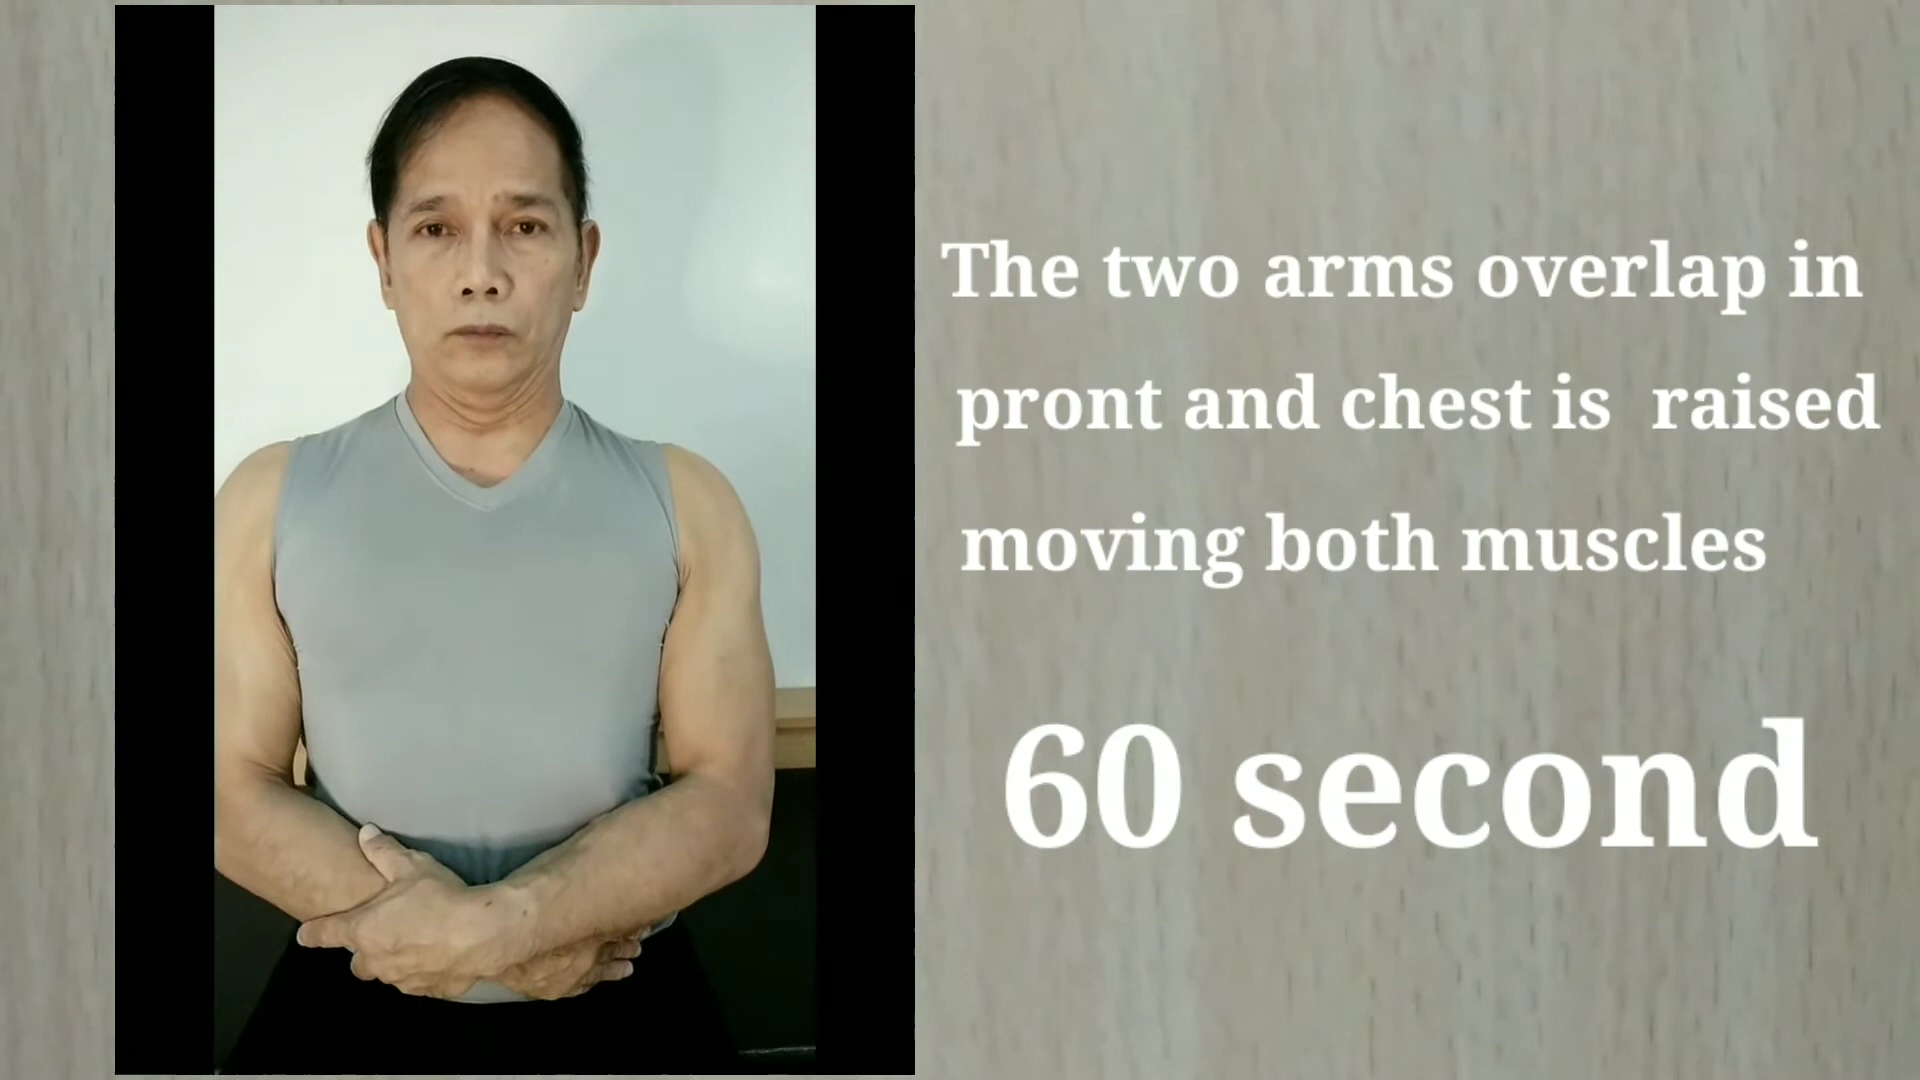 The two arms overlap in
pront and chest is raised
moving both muscles
60 second